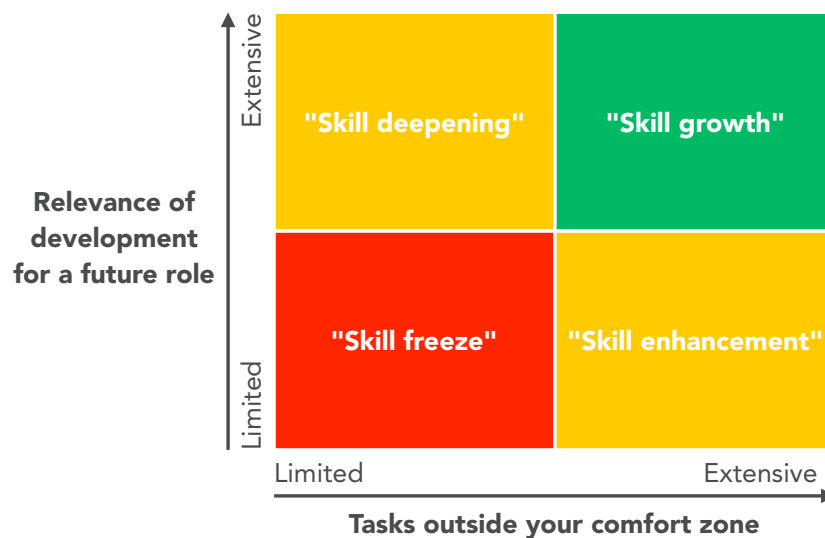 Extensive
"Skill deepening"
"Skill growth"
Relevance of
development
for a future role
"Skill freeze"
"Skill enhancement"
Limited
Limited
Extensive
Tasks outside your comfort zone